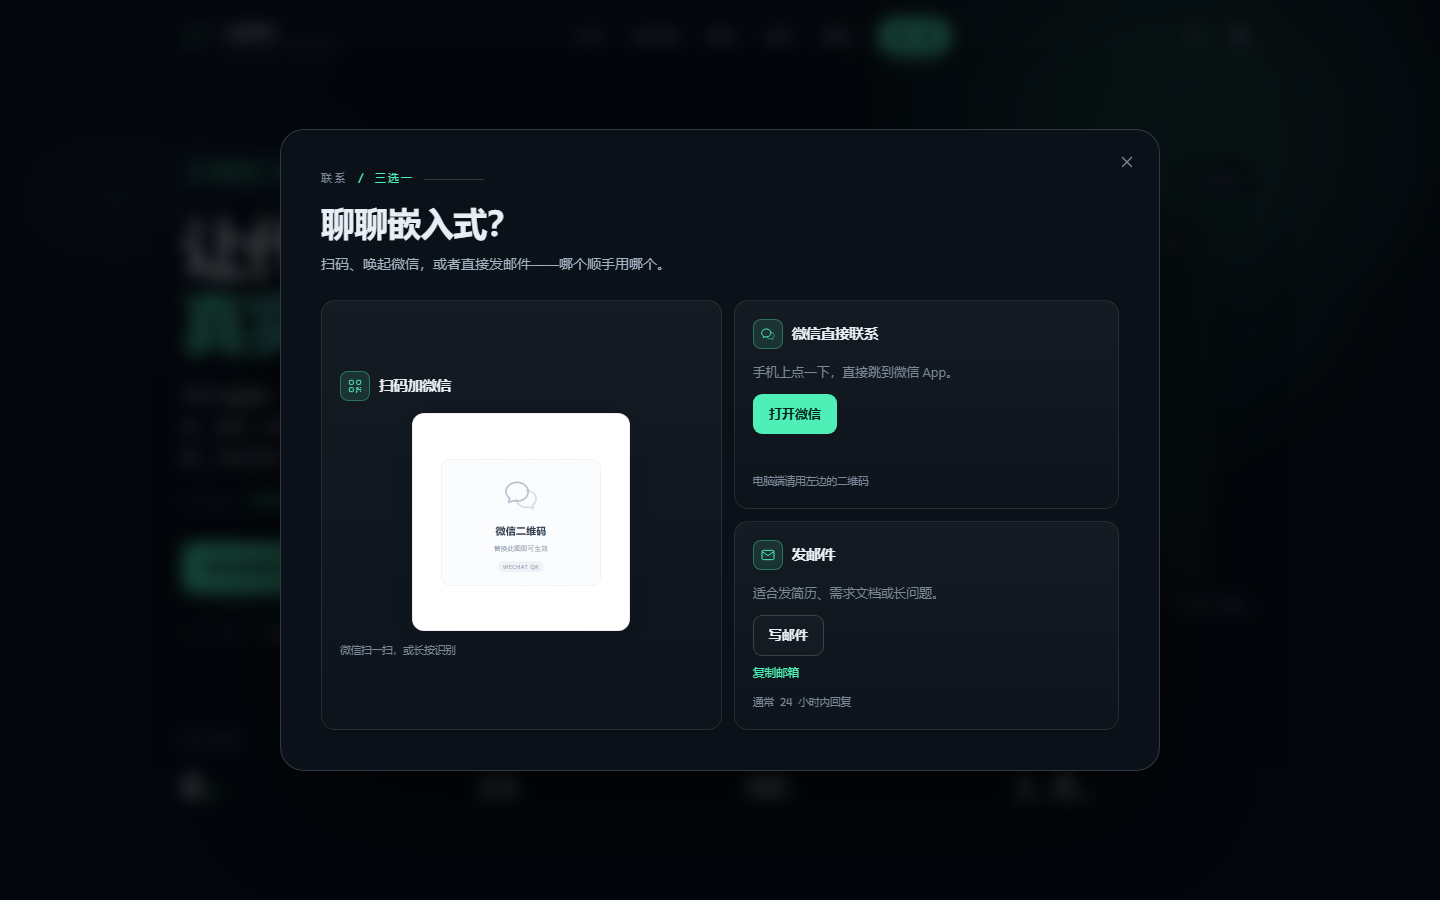 联系 / 三选一
聊聊嵌入式？
扫码、唤起微信，或者直接发邮件——哪个顺手用哪个。
扫码加微信
微信二维码
替换此图即可生效
WECHAT QR
微信扫一扫，或长按识别
微信直接联系
手机上点一下，直接跳到微信 App。
打开微信
电脑端请用左边的二维码
发邮件
适合发简历、需求文档或长问题。
写邮件
复制邮箱
通常 24 小时内回复